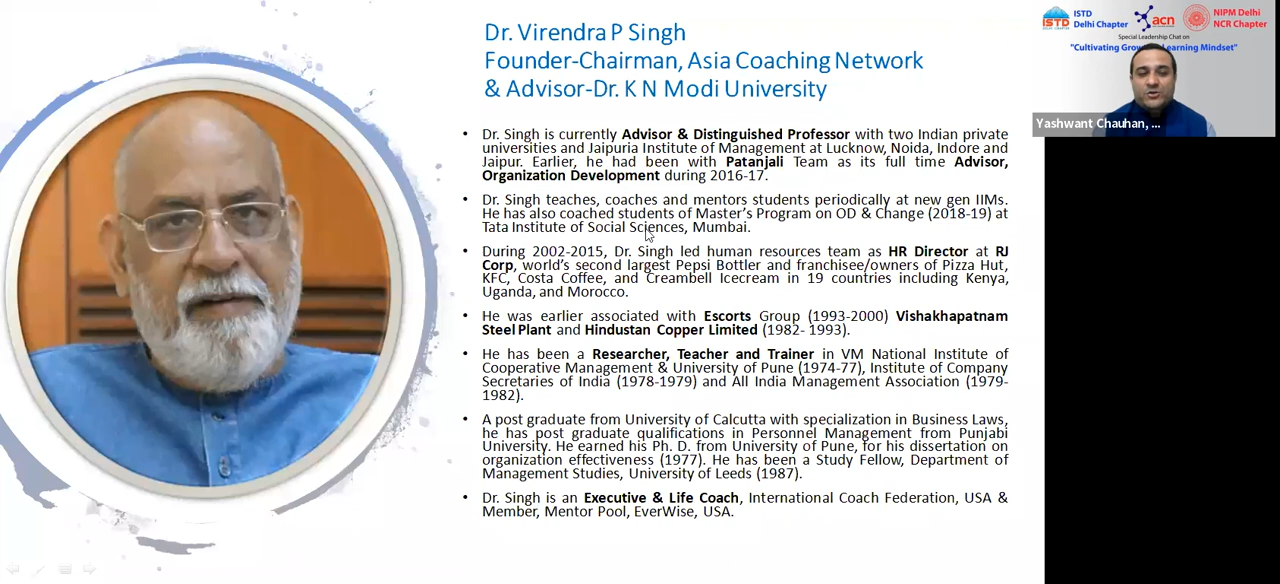 Dr. Virendra P Singh
Founder-Chairman, Asia Coaching Network
& Advisor-Dr. K N Modi University
• Dr. Singh is currently Advisor & Distinguished Professor with two Indian private
universities and Jaipuria Institute of Management at Lucknow, Noida, Indore and
Jaipur. Earlier, he had been with Patanjali Team as its full time Advisor,
Organization Development during 2016-17.
• Dr. Singh teaches, coaches and mentors students periodically at new gen IIMs.
He has also coached students of Master's Program on OD & Change (2018-19) at
Tata Institute of Social Sciences, Mumbai.
• During 2002-2015, Dr. Singh led human resources team as HR Director at RJ
Corp, world's second largest Pepsi Bottler and franchisee/owners of Pizza Hut,
KFC, Costa Coffee, and Creambell Icecream in 19 countries including Kenya,
Uganda, and Morocco.
• He was earlier associated with Escorts Group (1993-2000) Vishakhapatnam
Steel Plant and Hindustan Copper Limited (1982- 1993).
• He has been a Researcher, Teacher and Trainer in VM National Institute of
Cooperative Management & University of Pune (1974-77), Institute of Company
Secretaries of India (1978-1979) and All India Management Association (1979-
1982).
• A post graduate from University of Calcutta with specialization in Business Laws,
he has post graduate qualifications in Personnel Management from Punjabi
University. He earned his Ph. D. from University of Pune, for his dissertation on
organization effectiveness (1977). He has been a Study Fellow, Department of
Management Studies, University of Leeds (1987).
• Dr. Singh is an Executive & Life Coach, International Coach Federation, USA &
Member, Mentor Pool, EverWise, USA.
ISTD
ISTD
Delhi Chapter
acn
NIPM Delhi
NCR Chapter
Special Leadership Chat on
"Cultivating Learning Mindset"
Yashwant Chauhan, ...